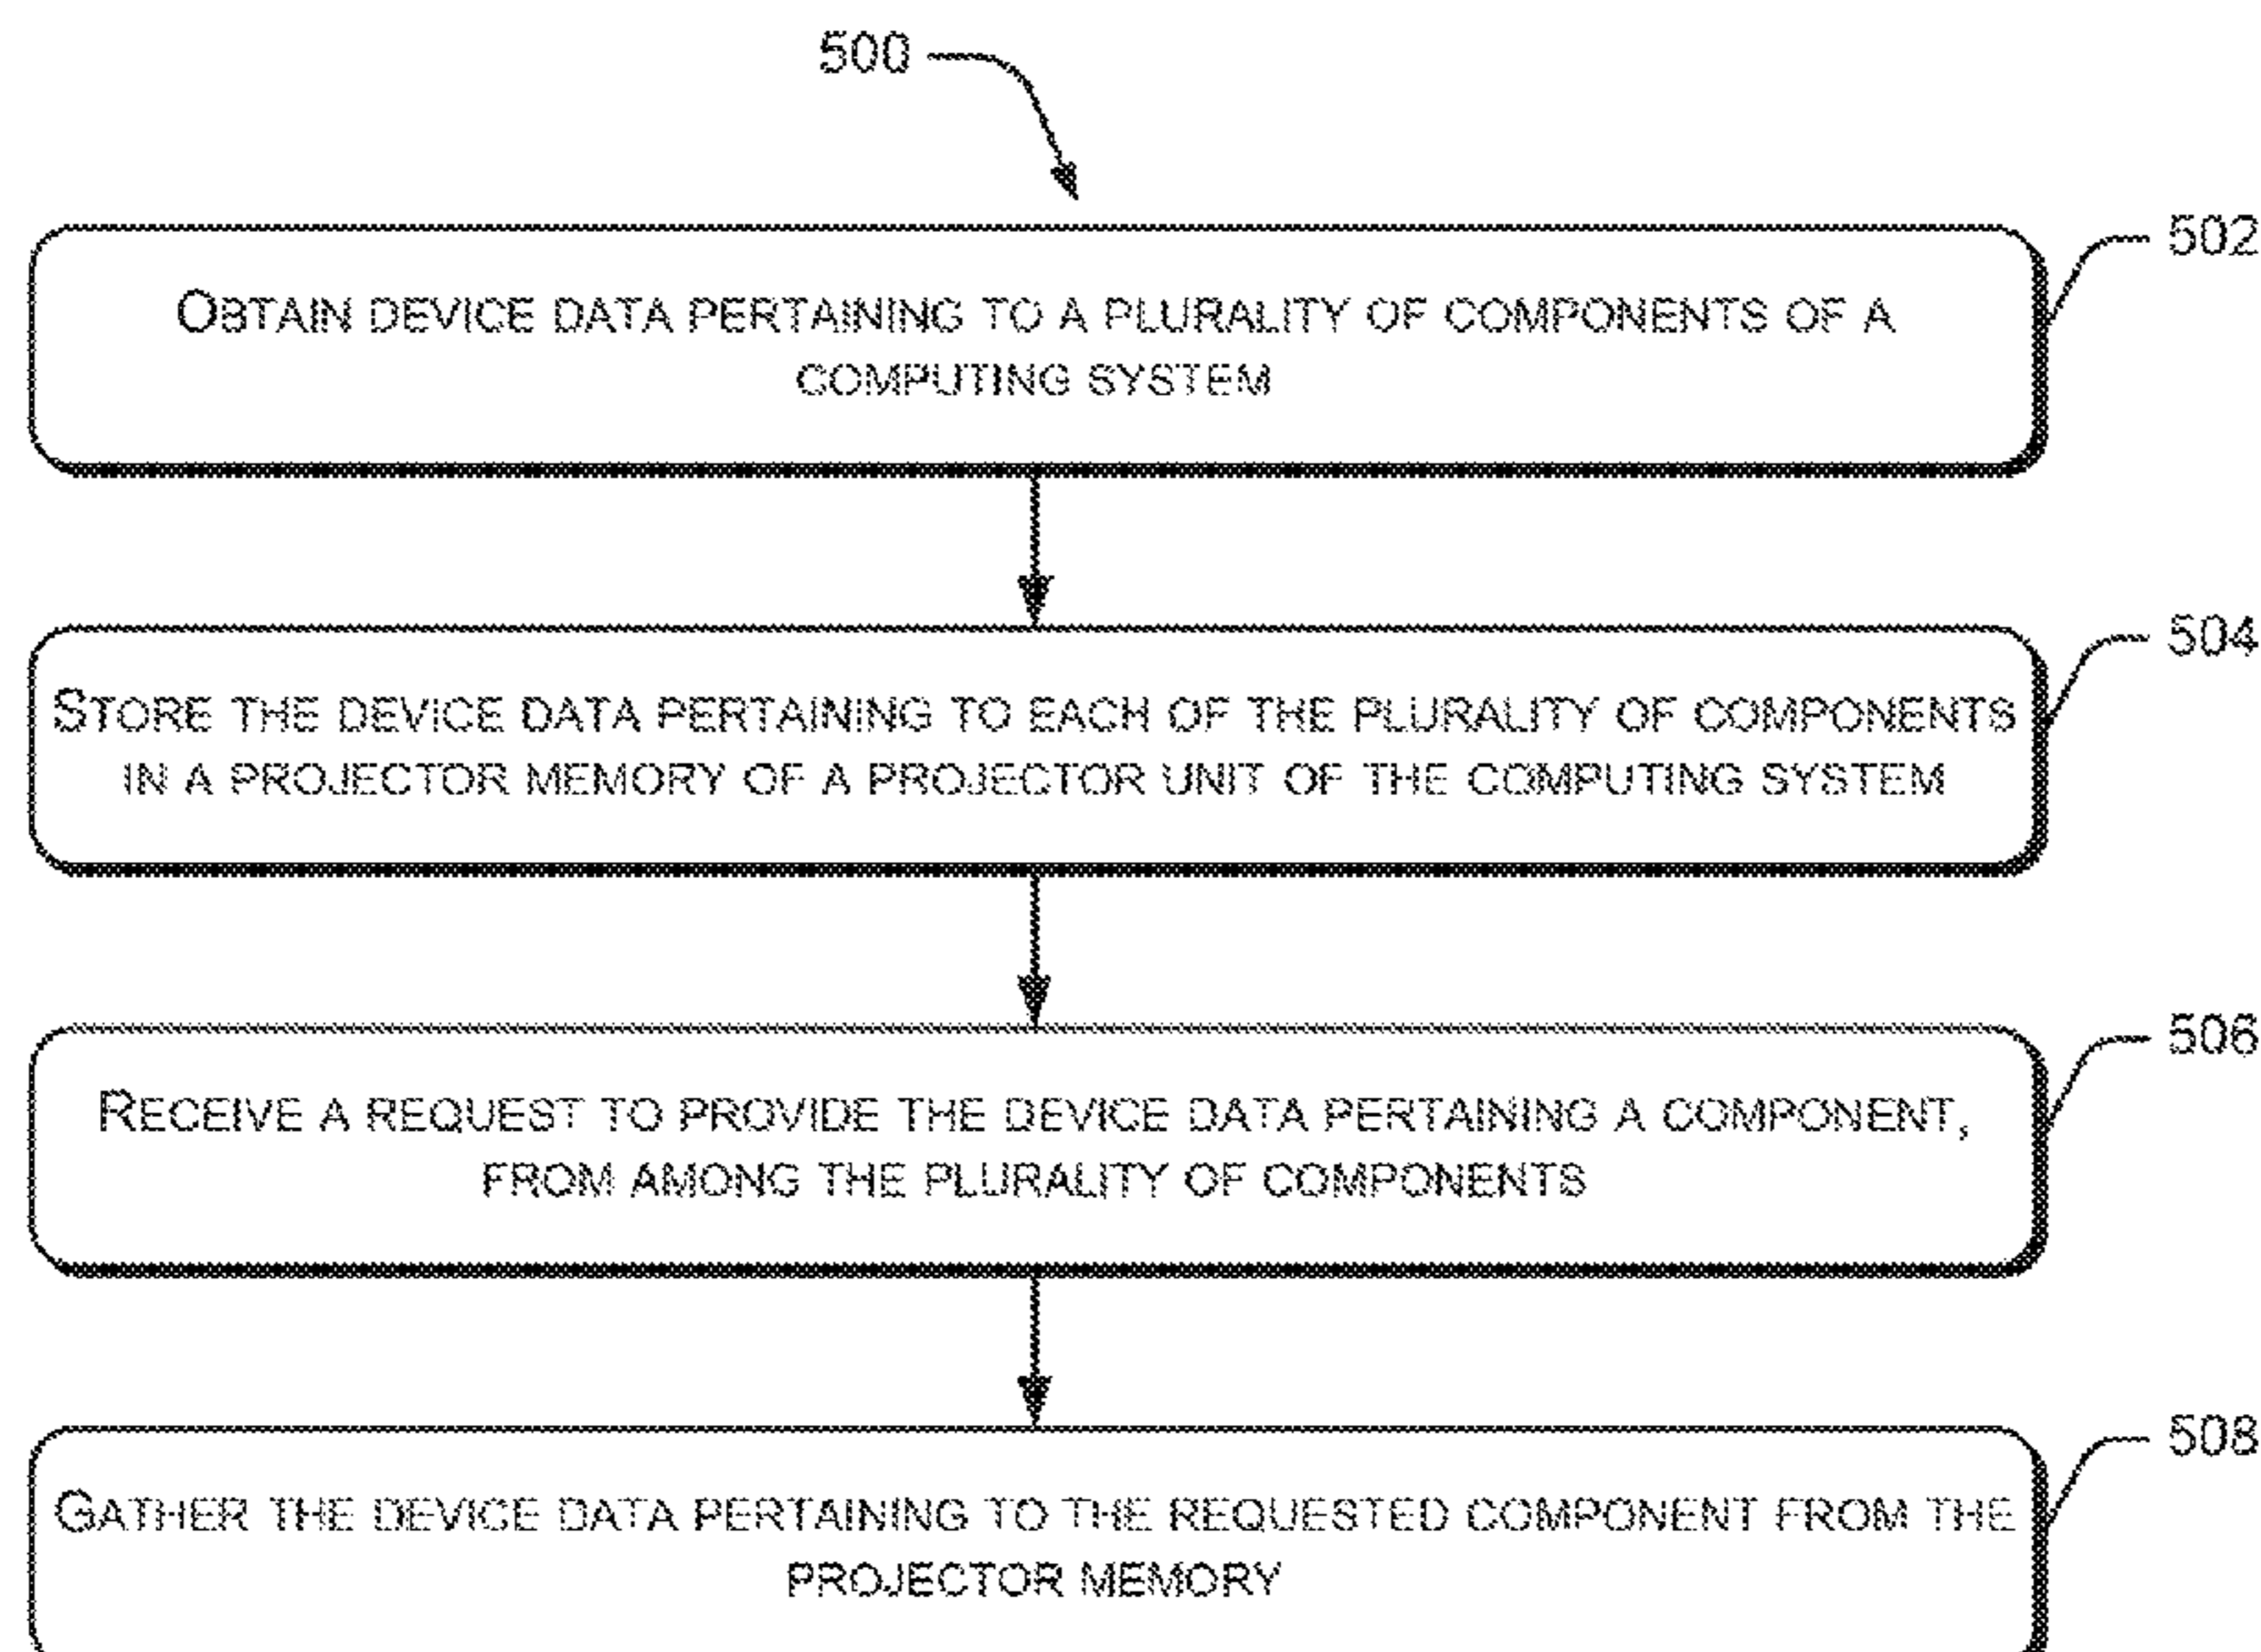 500
502
OBTAIN DEVICE DATA PERTAINING TO A PLURALITY OF COMPONENTS OF A
COMPUTING SYSTEM
504
STORE THE DEVICE DATA PERTAINING TO EACH OF THE PLURALITY OF COMPONENTS
IN A PROJECTOR MEMORY OF A PROJECTOR UNIT OF THE COMPUTING SYSTEM
506
RECEIVE A REQUEST TO PROVIDE THE DEVICE DATA PERTAINING A COMPONENT,
FROM AMONG THE PLURALITY OF COMPONENTS
508
GATHER THE DEVICE DATA PERTAINING TO THE REQUESTED COMPONENT FROM THE
PROJECTOR MEMORY